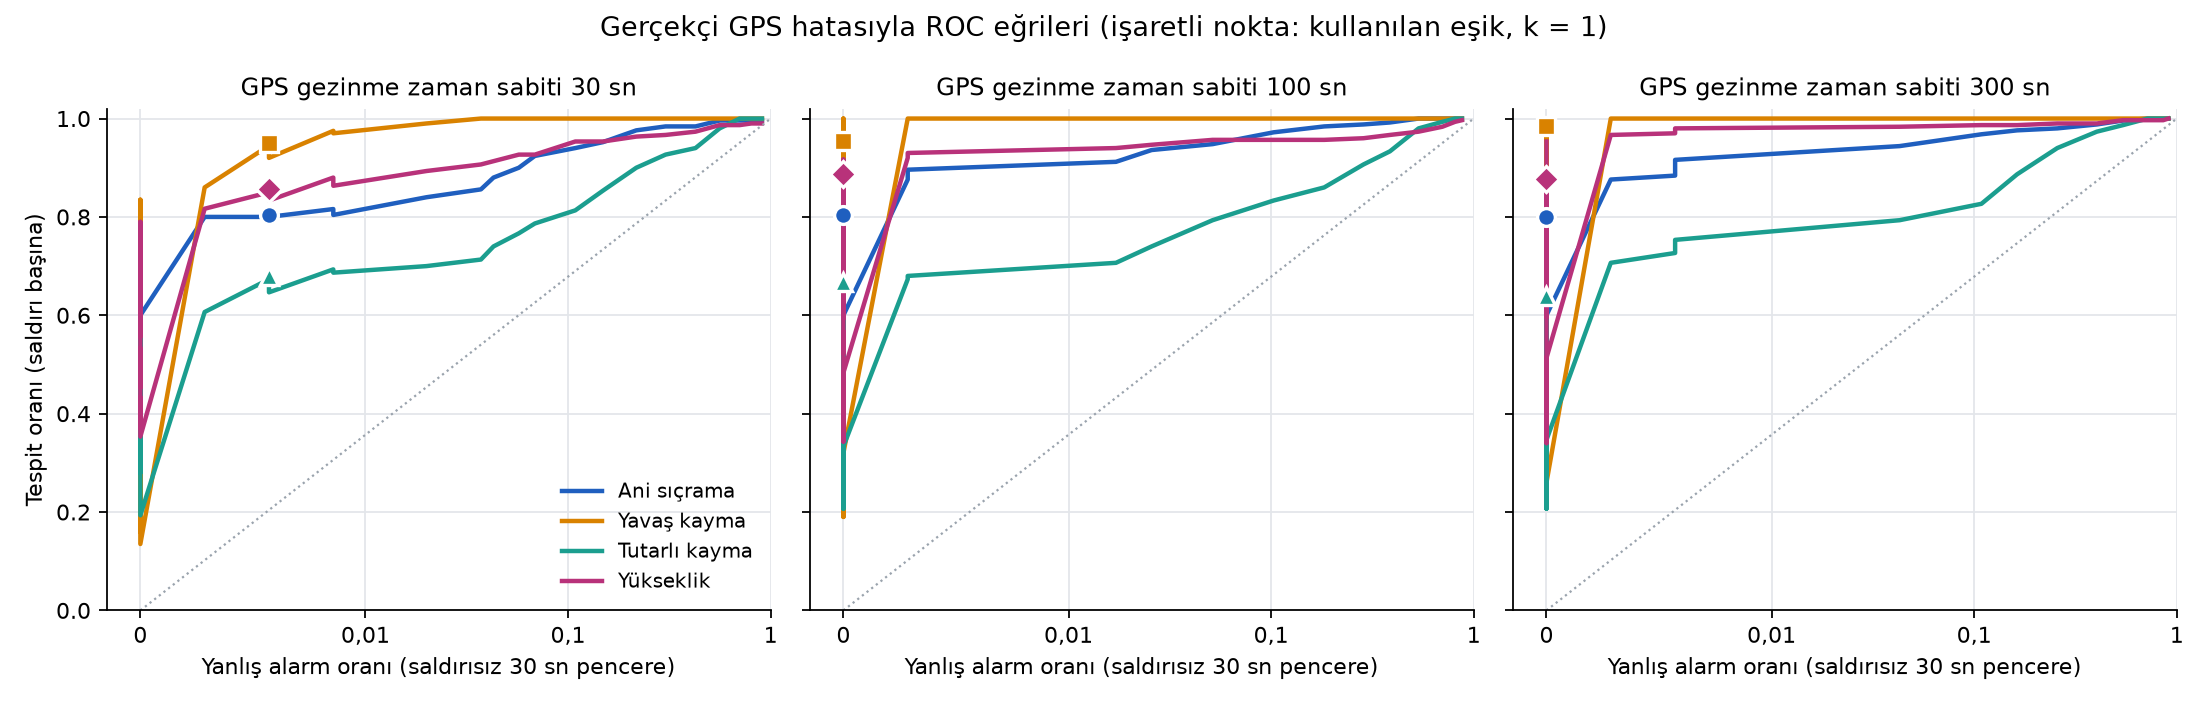 Gerçekçi GPS hatasıyla ROC eğrileri (işaretli nokta: kullanılan eşik, k = 1)
GPS gezinme zaman sabiti 30 sn
GPS gezinme zaman sabiti 100 sn
GPS gezinme zaman sabiti 300 sn
Tespit oranı (saldırı başına)
1.0
0.8
0.6
0.4
0.2
0.0
Ani sıçrama
Yavaş kayma
Tutarlı kayma
Yükseklik
0 0,01 0,1 1
0 0,01 0,1 1
0 0,01 0,1 1
Yanlış alarm oranı (saldırısız 30 sn pencere)
Yanlış alarm oranı (saldırısız 30 sn pencere)
Yanlış alarm oranı (saldırısız 30 sn pencere)